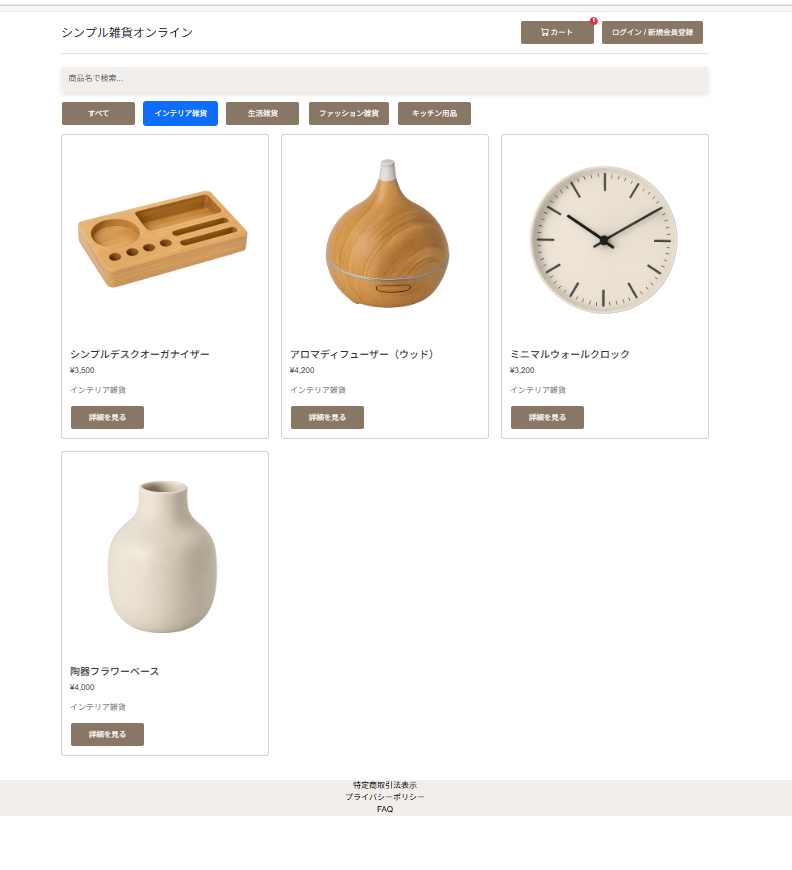 シンプル雑貨オンライン
カート
1
ログイン / 新規会員登録
商品名で検索...
すべて
インテリア雑貨
生活雑貨
ファッション雑貨
キッチン用品
シンプルデスクオーガナイザー
¥3,500
インテリア雑貨
詳細を見る
アロマディフューザー（ウッド）
¥4,200
インテリア雑貨
詳細を見る
ミニマルウォールクロック
¥3,200
インテリア雑貨
詳細を見る
陶器フラワーベース
¥4,000
インテリア雑貨
詳細を見る
特定商取引法表示
プライバシーポリシー
FAQ